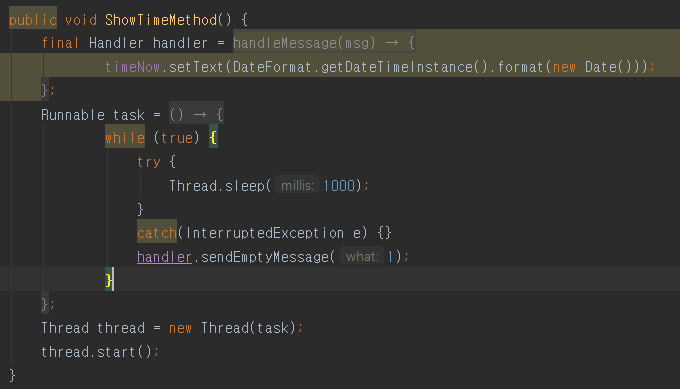 public void ShowTimeMethod() {
final Handler handler = handleMessage(msg) → {
timeNow.setText(DateFormat.getDateTimeInstance().format(new Date()));
};
Runnable task = () → {
while (true) {
try {
Thread.sleep( millis: 1000);
}
catch(InterruptedException e) {}
handler.sendEmptyMessage( what: 1);
}
};
Thread thread = new Thread(task);
thread.start();
}